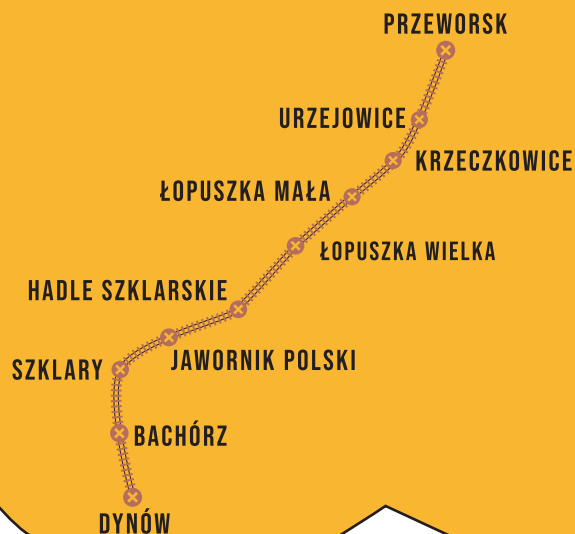 PRZEWORSK
URZEJOWICE
KRZECZKOWICE
ŁOPUSZKA MAŁA
ŁOPUSZKA WIELKA
HADLE SZKLARSKIE
JAWORNIK POLSKI
SZKLARY
BACHÓRZ
DYNÓW